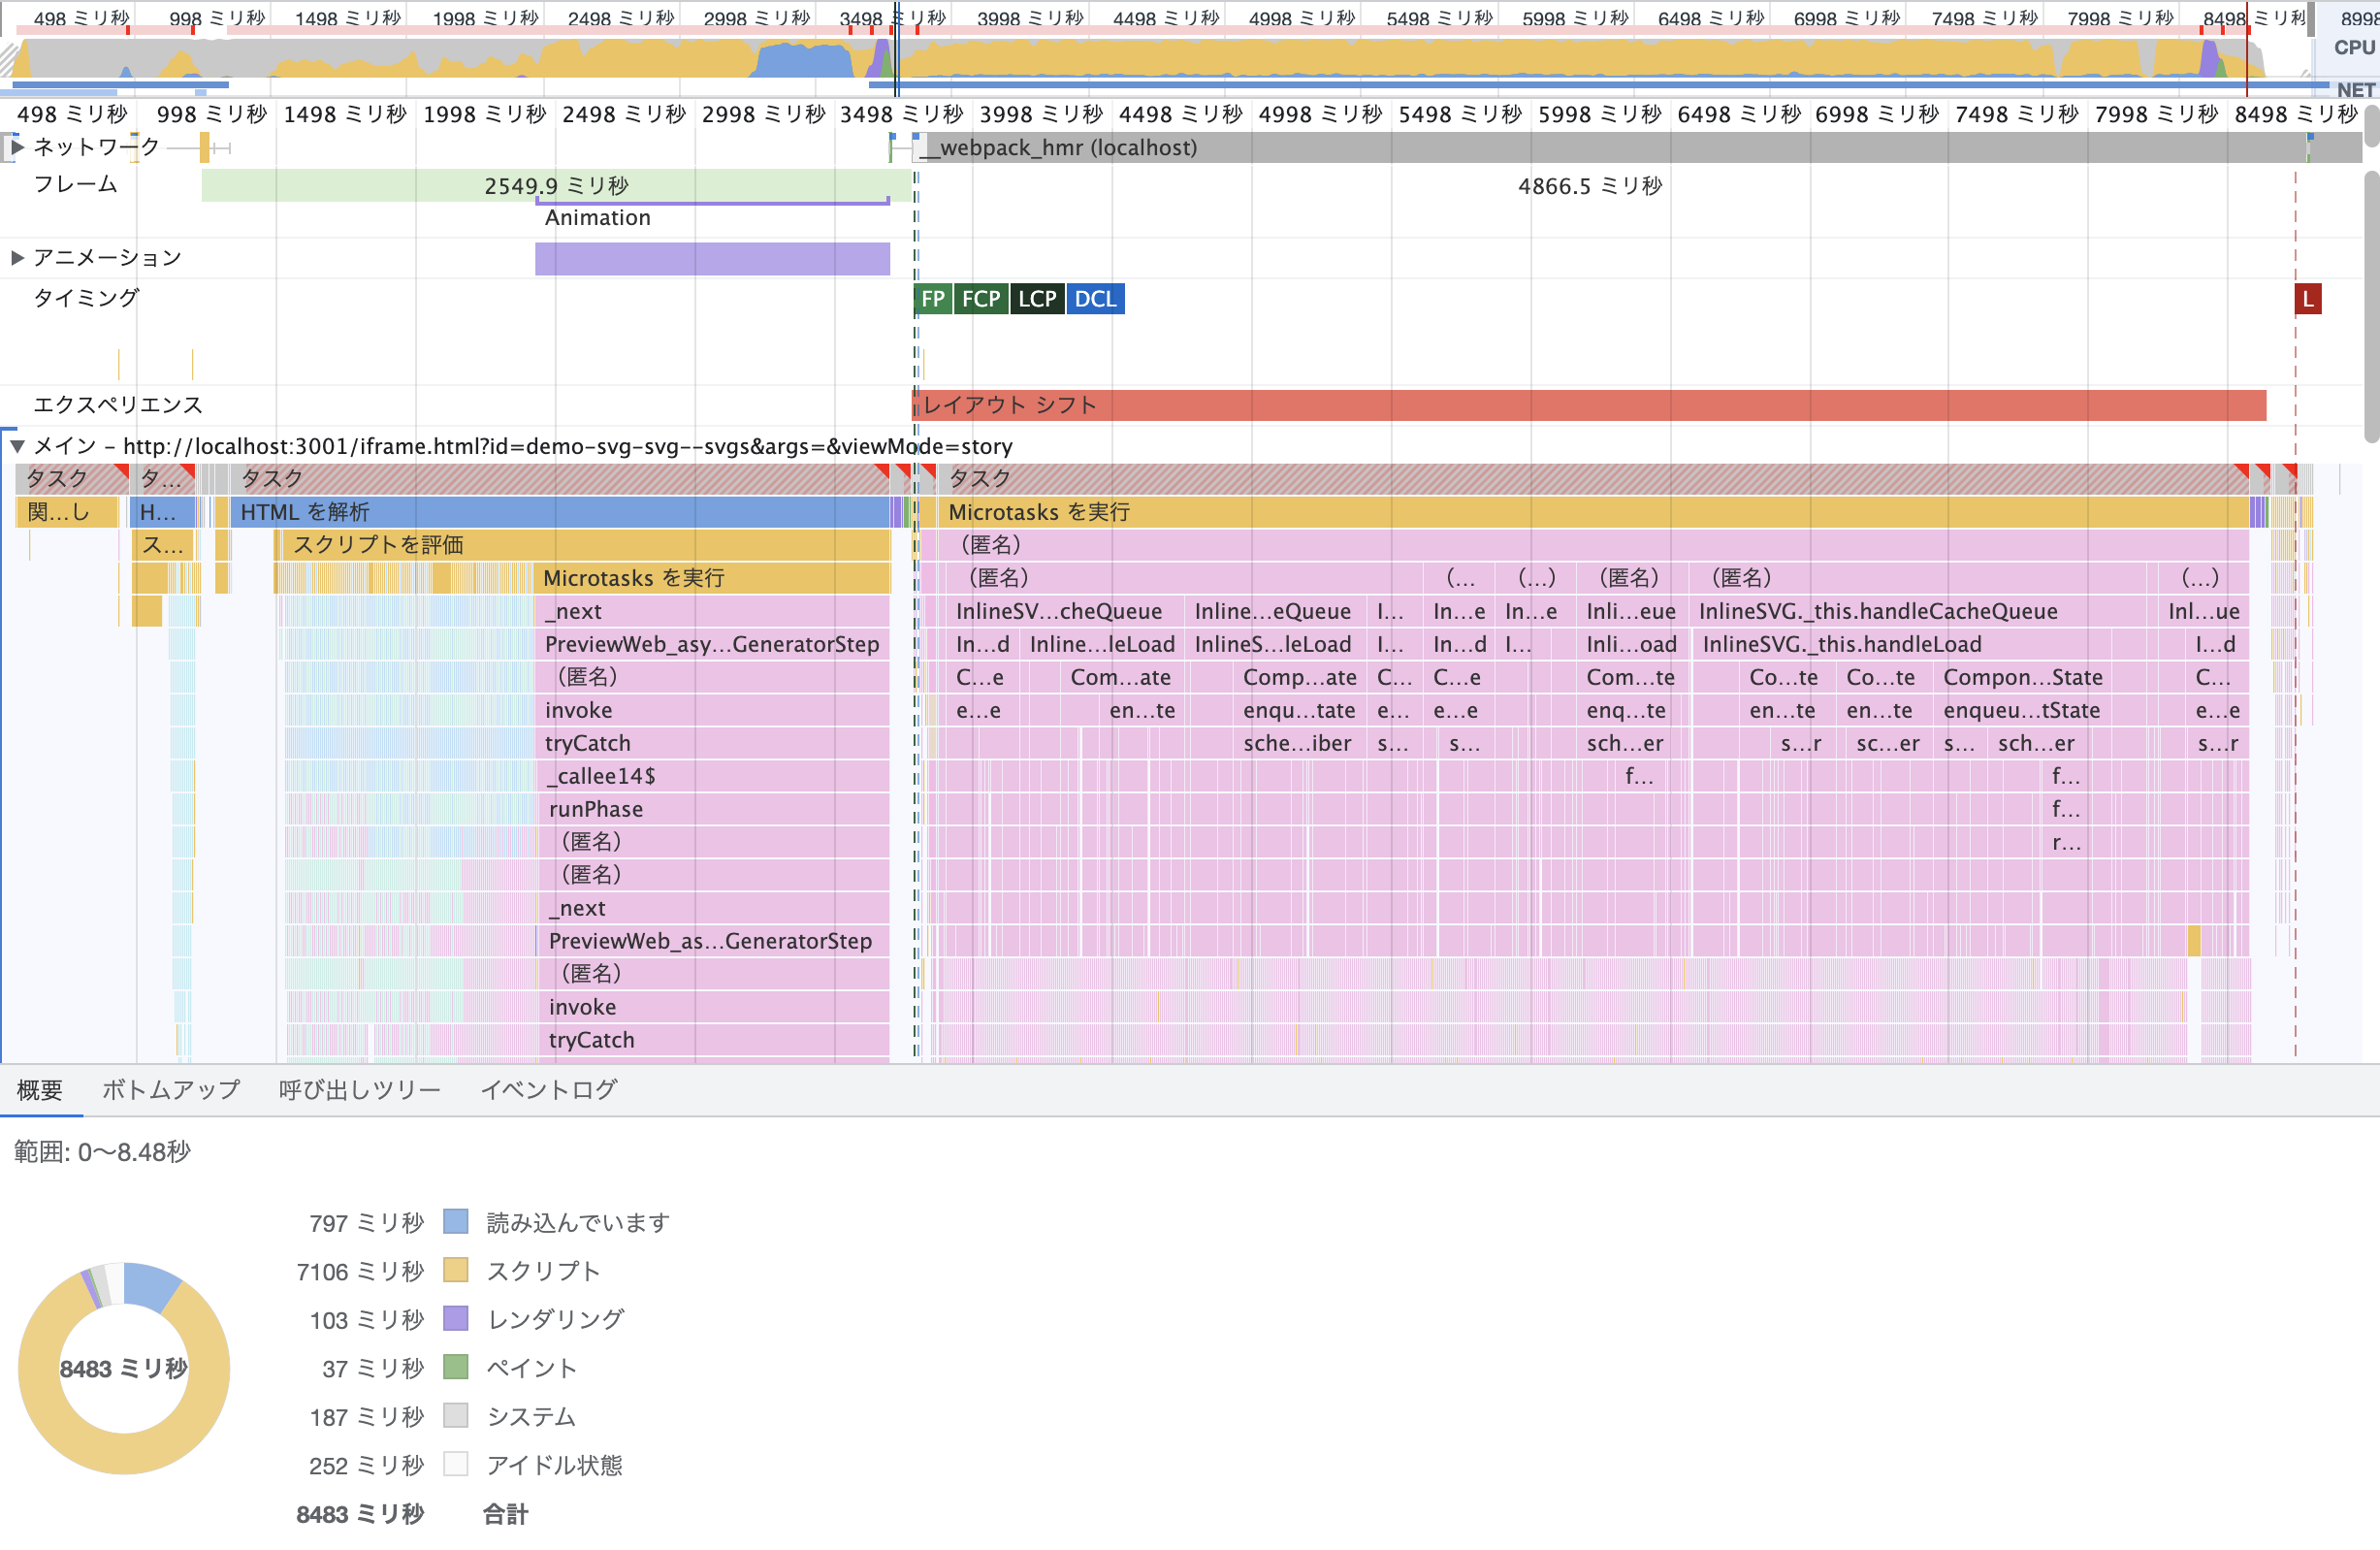 498 ミリ秒 998 ミリ秒 1498 ミリ秒 1998 ミリ秒 2498 ミリ秒 2998 ミリ秒 3498 ミリ秒 3998 ミリ秒 4498 ミリ秒 4998 ミリ秒 5498 ミリ秒 5998 ミリ秒 6498 ミリ秒 6998 ミリ秒 7498 ミリ秒 7998 ミリ秒 8498 ミリ秒 8998
CPU
NET
498 ミリ秒 998 ミリ秒 1498 ミリ秒 1998 ミリ秒 2498 ミリ秒 2998 ミリ秒 3498 ミリ秒 3998 ミリ秒 4498 ミリ秒 4998 ミリ秒 5498 ミリ秒 5998 ミリ秒 6498 ミリ秒 6998 ミリ秒 7498 ミリ秒 7998 ミリ秒 8498 ミリ秒
ネットワーク __webpack_hmr (localhost)
フレーム 2549.9 ミリ秒 4866.5 ミリ秒
Animation
アニメーション
タイミング FP FCP LCP DCL L
エクスペリエンス レイアウト シフト
メイン – http://localhost:3001/iframe.html?id=demo-svg-svg--svgs&args=&viewMode=story
タスク タ… タスク タスク
関…し H… HTML を解析 Microtasks を実行
ス… スクリプトを評価 （匿名）
Microtasks を実行 （匿名） （… （…） （匿名） （匿名） （…）
_next InlineSV…cheQueue Inline…eQueue I… In…e In…e Inli…eue InlineSVG._this.handleCacheQueue Inl…ue
PreviewWeb_asy…GeneratorStep In…d Inline…leLoad InlineS…leLoad I… In…d I… Inli…oad InlineSVG._this.handleLoad I…d
（匿名） C…e Com…ate Comp…ate C… C…e Com…te Co…te Co…te Compon…State C…
invoke e…e en…te enqu…tate e… e…e enq…te en…te en…te enqueu…tState e…e
tryCatch sche…iber s… s… sch…er s…r sc…er s… sch…er s…r
_callee14$ f… f…
runPhase f…
（匿名） r…
（匿名）
_next
PreviewWeb_as…GeneratorStep
（匿名）
invoke
tryCatch
概要 ボトムアップ 呼び出しツリー イベントログ
範囲: 0～8.48秒
8483 ミリ秒
797 ミリ秒 読み込んでいます
7106 ミリ秒 スクリプト
103 ミリ秒 レンダリング
37 ミリ秒 ペイント
187 ミリ秒 システム
252 ミリ秒 アイドル状態
8483 ミリ秒 合計